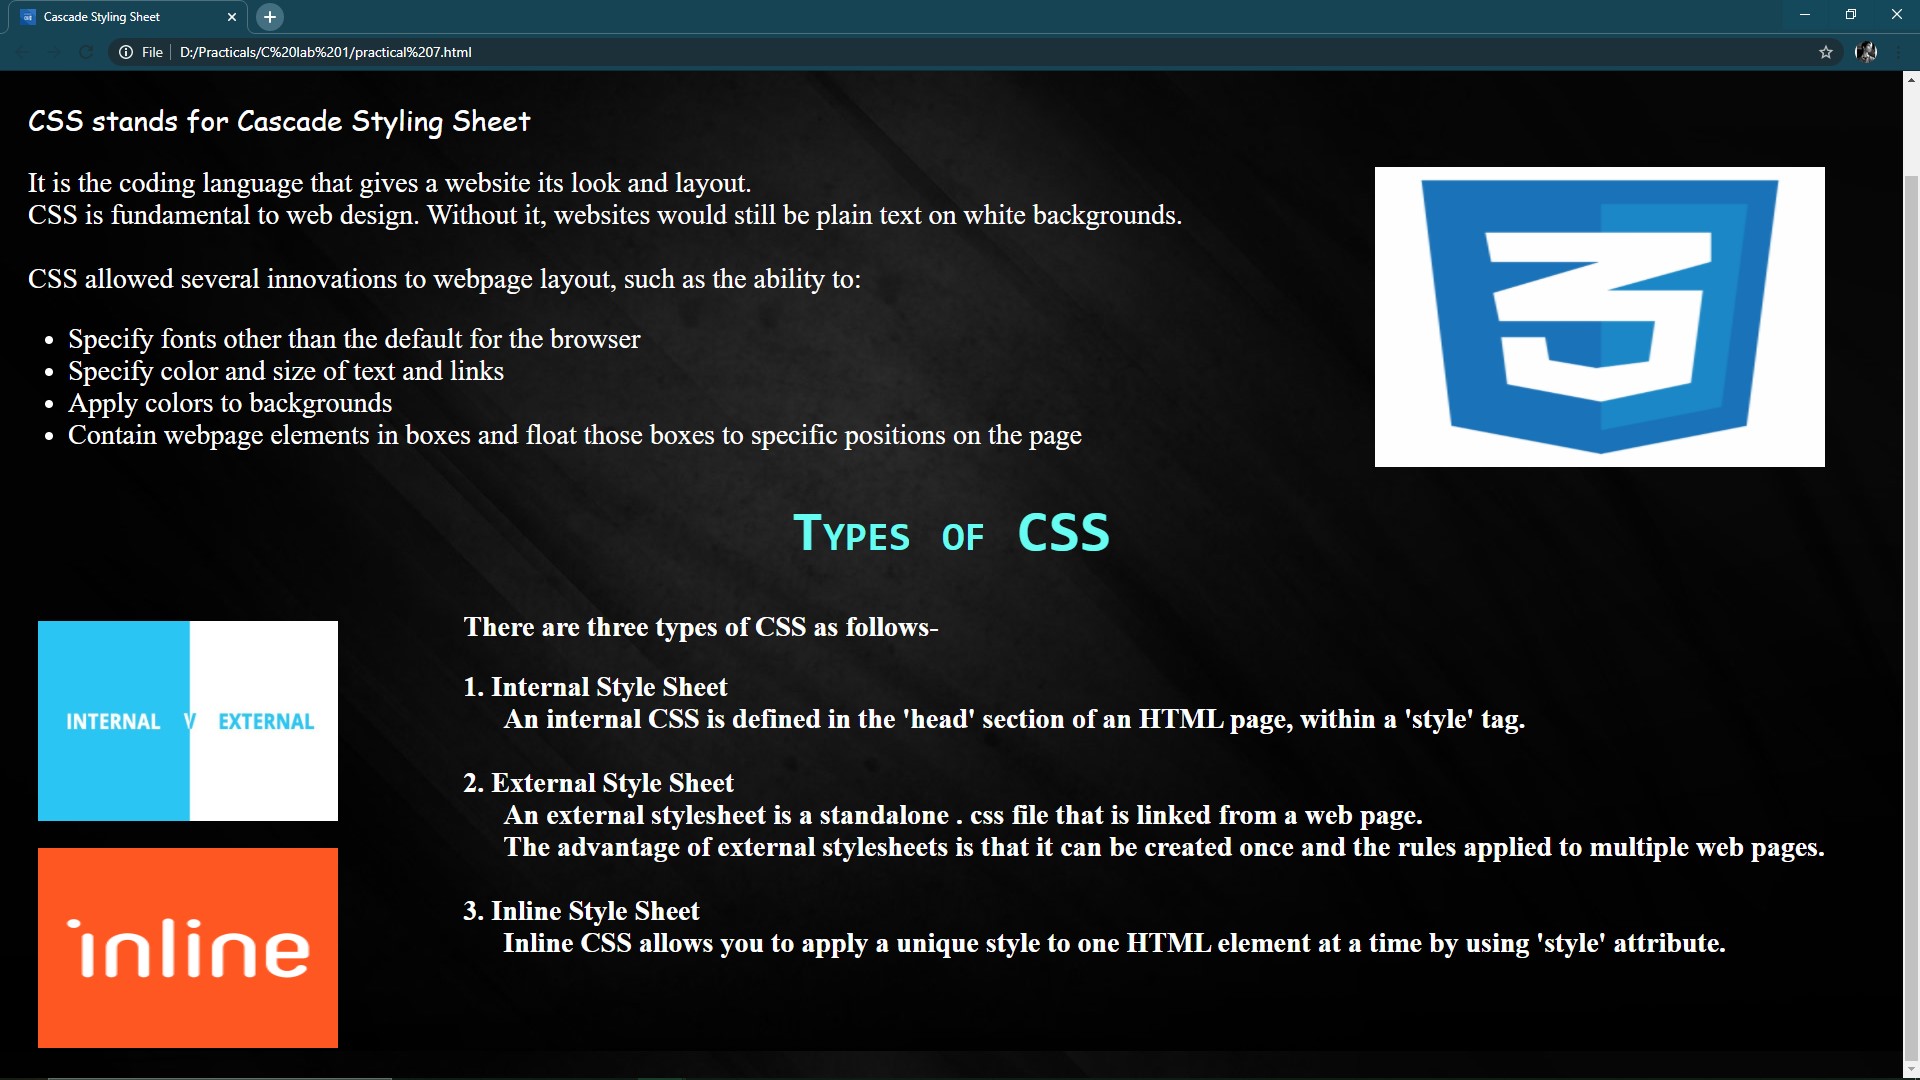 Cascade Styling Sheet
File
D:/Practicals/C%20lab%201/practical%207.html
CSS stands for Cascade Styling Sheet
It is the coding language that gives a website its look and layout.
CSS is fundamental to web design. Without it, websites would still be plain text on white backgrounds.
CSS allowed several innovations to webpage layout, such as the ability to:
• Specify fonts other than the default for the browser
• Specify color and size of text and links
• Apply colors to backgrounds
• Contain webpage elements in boxes and float those boxes to specific positions on the page
3
Types of CSS
INTERNAL V EXTERNAL
inline
There are three types of CSS as follows-
1. Internal Style Sheet
An internal CSS is defined in the 'head' section of an HTML page, within a 'style' tag.
2. External Style Sheet
An external stylesheet is a standalone . css file that is linked from a web page.
The advantage of external stylesheets is that it can be created once and the rules applied to multiple web pages.
3. Inline Style Sheet
Inline CSS allows you to apply a unique style to one HTML element at a time by using 'style' attribute.